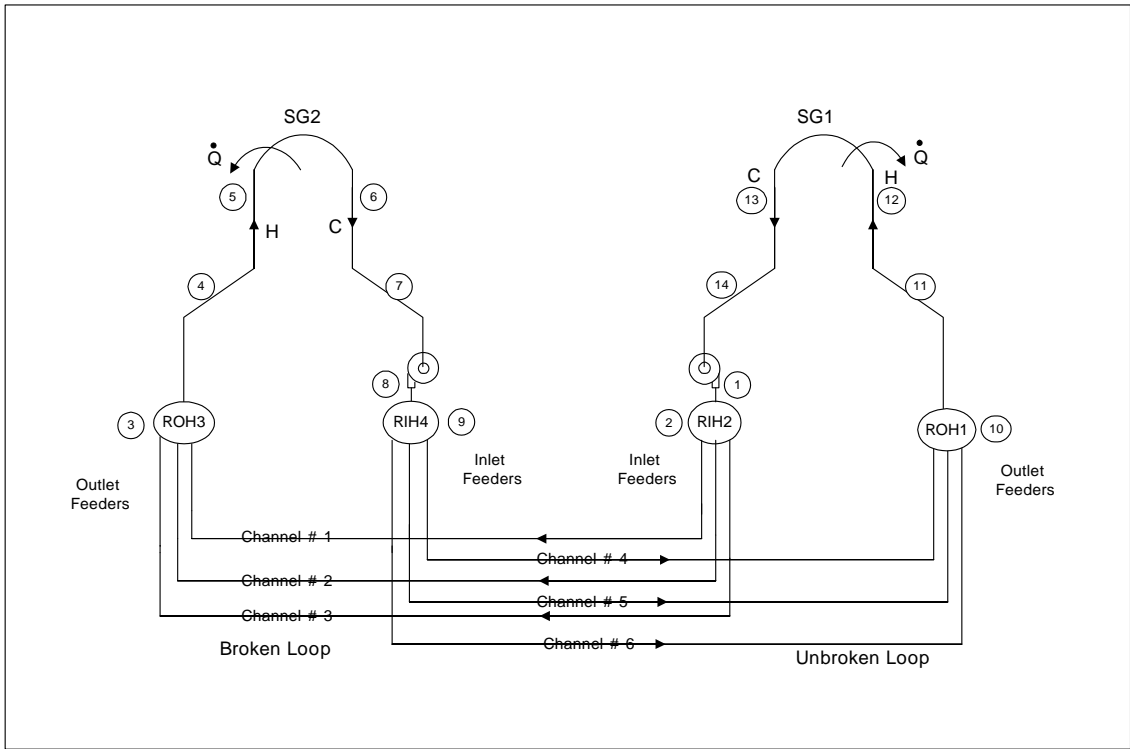 SG2
SG1
Q
Q
5
6
C
13
H
12
H
C
4
7
14
11
8
1
3
ROH3
RIH4
9
2
RIH2
ROH1
10
Outlet
Feeders
Inlet
Feeders
Inlet
Feeders
Outlet
Feeders
Channel # 1
Channel # 4
Channel # 2
Channel # 5
Channel # 3
Channel # 6
Broken Loop
Unbroken Loop